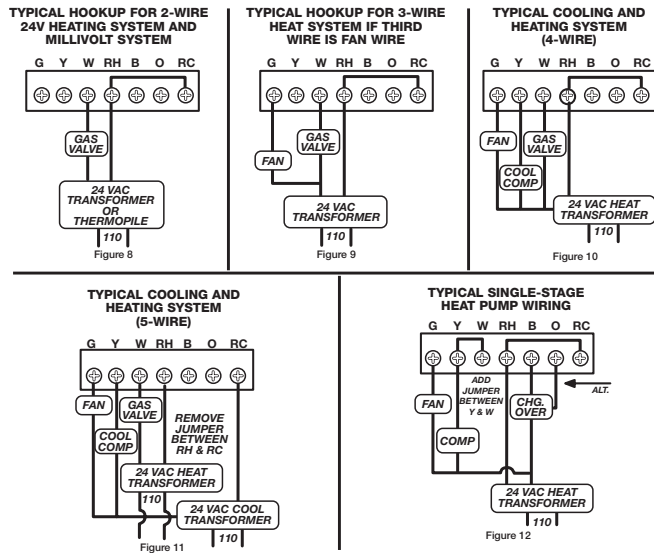 TYPICAL HOOKUP FOR 2-WIRE
24V HEATING SYSTEM AND
MILLIVOLT SYSTEM
G Y W RH B O RC
GAS
VALVE
24 VAC
TRANSFORMER
OR
THERMOPILE
110
Figure 8
TYPICAL HOOKUP FOR 3-WIRE
HEAT SYSTEM IF THIRD
WIRE IS FAN WIRE
G Y W RH B O RC
FAN
GAS
VALVE
24 VAC
TRANSFORMER
110
Figure 9
TYPICAL COOLING AND
HEATING SYSTEM
(4-WIRE)
G Y W RH B O RC
FAN
COOL
COMP
GAS
VALVE
24 VAC HEAT
TRANSFORMER
110
Figure 10
TYPICAL COOLING AND
HEATING SYSTEM
(5-WIRE)
G Y W RH B O RC
FAN
COOL
COMP
GAS
VALVE
REMOVE
JUMPER
BETWEEN
RH & RC
24 VAC HEAT
TRANSFORMER
110
24 VAC COOL
TRANSFORMER
110
Figure 11
TYPICAL SINGLE-STAGE
HEAT PUMP WIRING
G Y W RH B O RC
FAN
COMP
ADD
JUMPER
BETWEEN
Y & W
CHG.
OVER
ALT.
24 VAC HEAT
TRANSFORMER
110
Figure 12